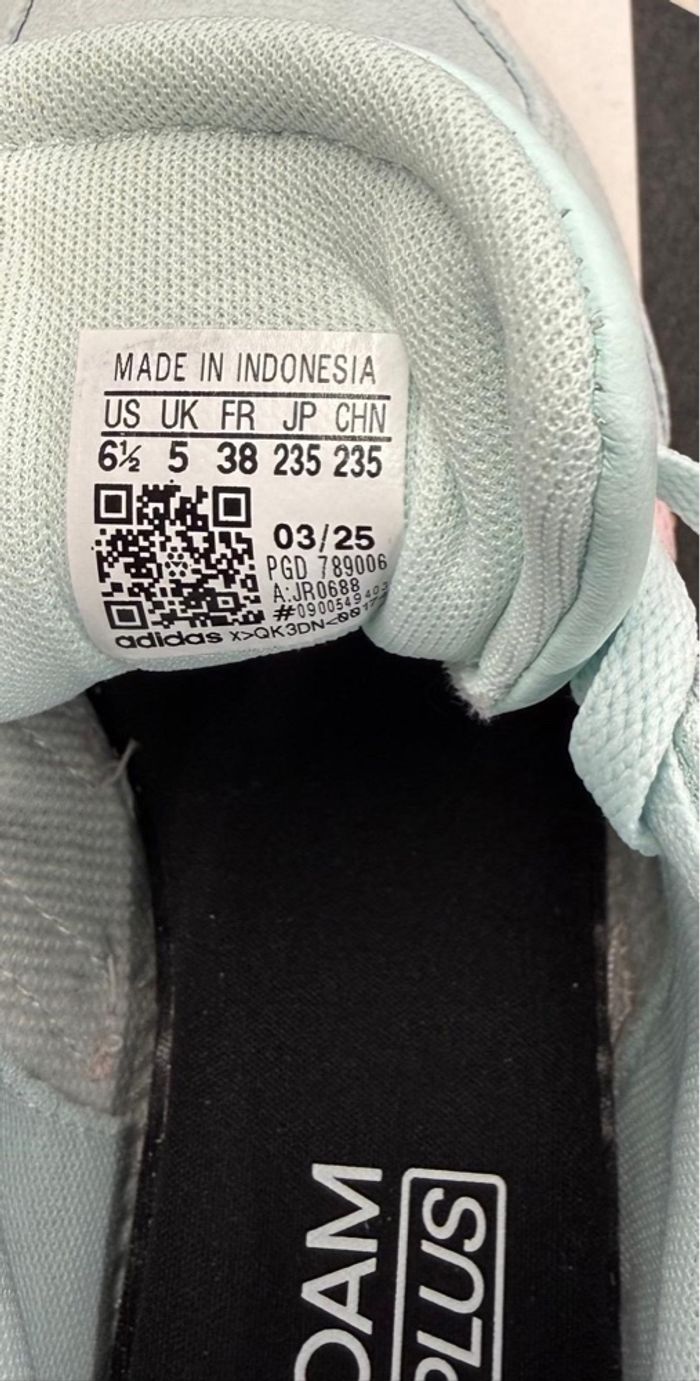 MADE IN INDONESIA
US UK FR JP CHN
6½ 5 38 235 235
03/25
PGD 789006
A:JR0688
adidas X>QK3DN<
OAM
PLUS